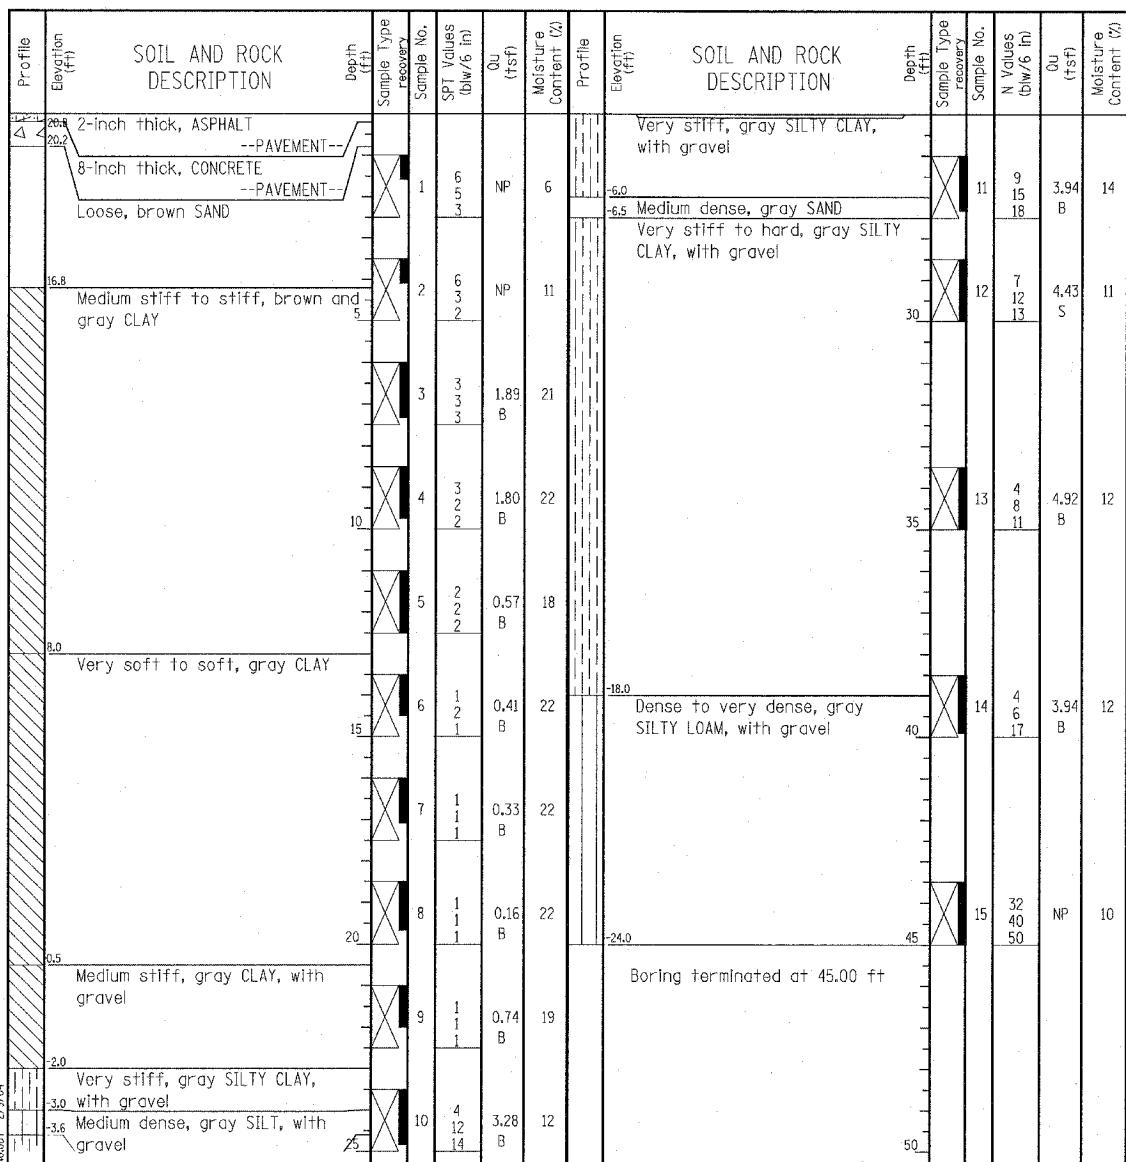 Profile
Elevation
(ft)
SOIL AND ROCK
DESCRIPTION
Depth
(ft)
Sample Type
recovery
Sample No.
SPT Values
(blw/6 in)
Qu
(tsf)
Moisture
Content (%)
Profile
Elevation
(ft)
SOIL AND ROCK
DESCRIPTION
Depth
(ft)
Sample Type
recovery
Sample No.
N Values
(blw/6 in)
Qu
(tsf)
Moisture
Content (%)
2-inch thick, ASPHALT
--PAVEMENT--
20.2
8-inch thick, CONCRETE
--PAVEMENT--
Loose, brown SAND
1
6
5
3
NP
6
16.8
Medium stiff to stiff, brown and
gray CLAY
5
2
6
3
2
NP
11
3
3
3
3
1.89
B
21
10
4
3
2
2
1.80
B
22
5
2
2
2
0.57
B
18
8.0
Very soft to soft, gray CLAY
15
6
1
2
1
0.41
B
22
7
1
1
1
0.33
B
22
20
8
1
1
1
0.16
B
22
0.5
Medium stiff, gray CLAY, with
gravel
9
1
1
1
0.74
B
19
-2.0
Very stiff, gray SILTY CLAY,
with gravel
-3.0
Medium dense, gray SILT, with
-3.6
gravel
25
10
4
12
14
3.28
B
12
Very stiff, gray SILTY CLAY,
with gravel
-6.0
11
9
15
18
3.94
B
14
-6.5
Medium dense, gray SAND
Very stiff to hard, gray SILTY
CLAY, with gravel
30
12
7
12
13
4.43
S
11
35
13
4
8
11
4.92
B
12
-18.0
Dense to very dense, gray
SILTY LOAM, with gravel
40
14
4
6
17
3.94
B
12
-24.0
45
15
32
40
50
NP
10
Boring terminated at 45.00 ft
50